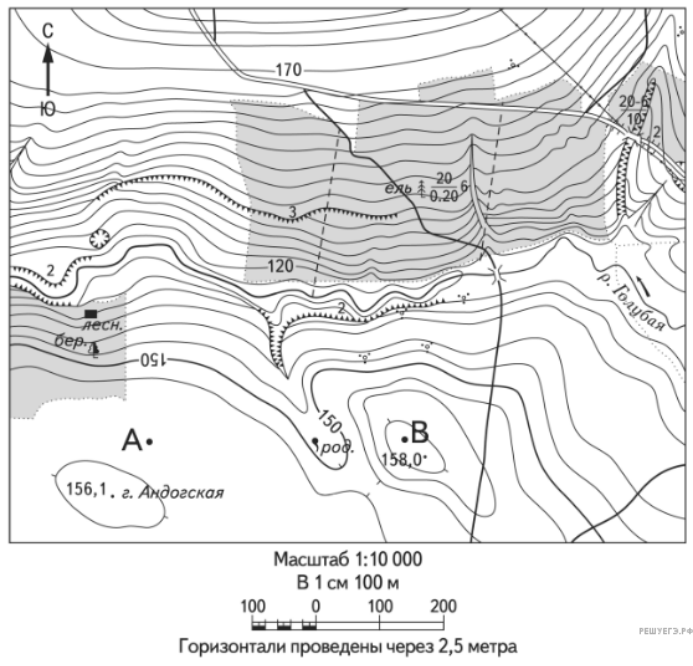 С
Ю
170
20-6
10
2
ель 20 6
0.20
3
120
2
2
р. Голубая
лесн.
бер.
150
150
А
род.
В
158,0
156,1 г. Андогская
Масштаб 1:10 000
В 1 см 100 м
100 0 100 200
Горизонтали проведены через 2,5 метра
РЕШУЕГЭ.РФ